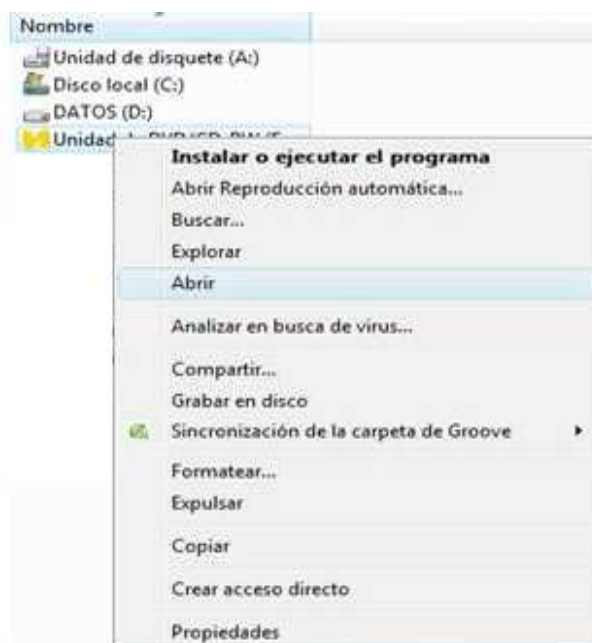 Nombre
Unidad de disquete (A:)
Disco local (C:)
DATOS (D:)
Unidad
Instalar o ejecutar el programa
Abrir Reproducción automática...
Buscar...
Explorar
Abrir
Analizar en busca de virus...
Compartir...
Grabar en disco
Sincronización de la carpeta de Groove
Formatear...
Expulsar
Copiar
Crear acceso directo
Propiedades